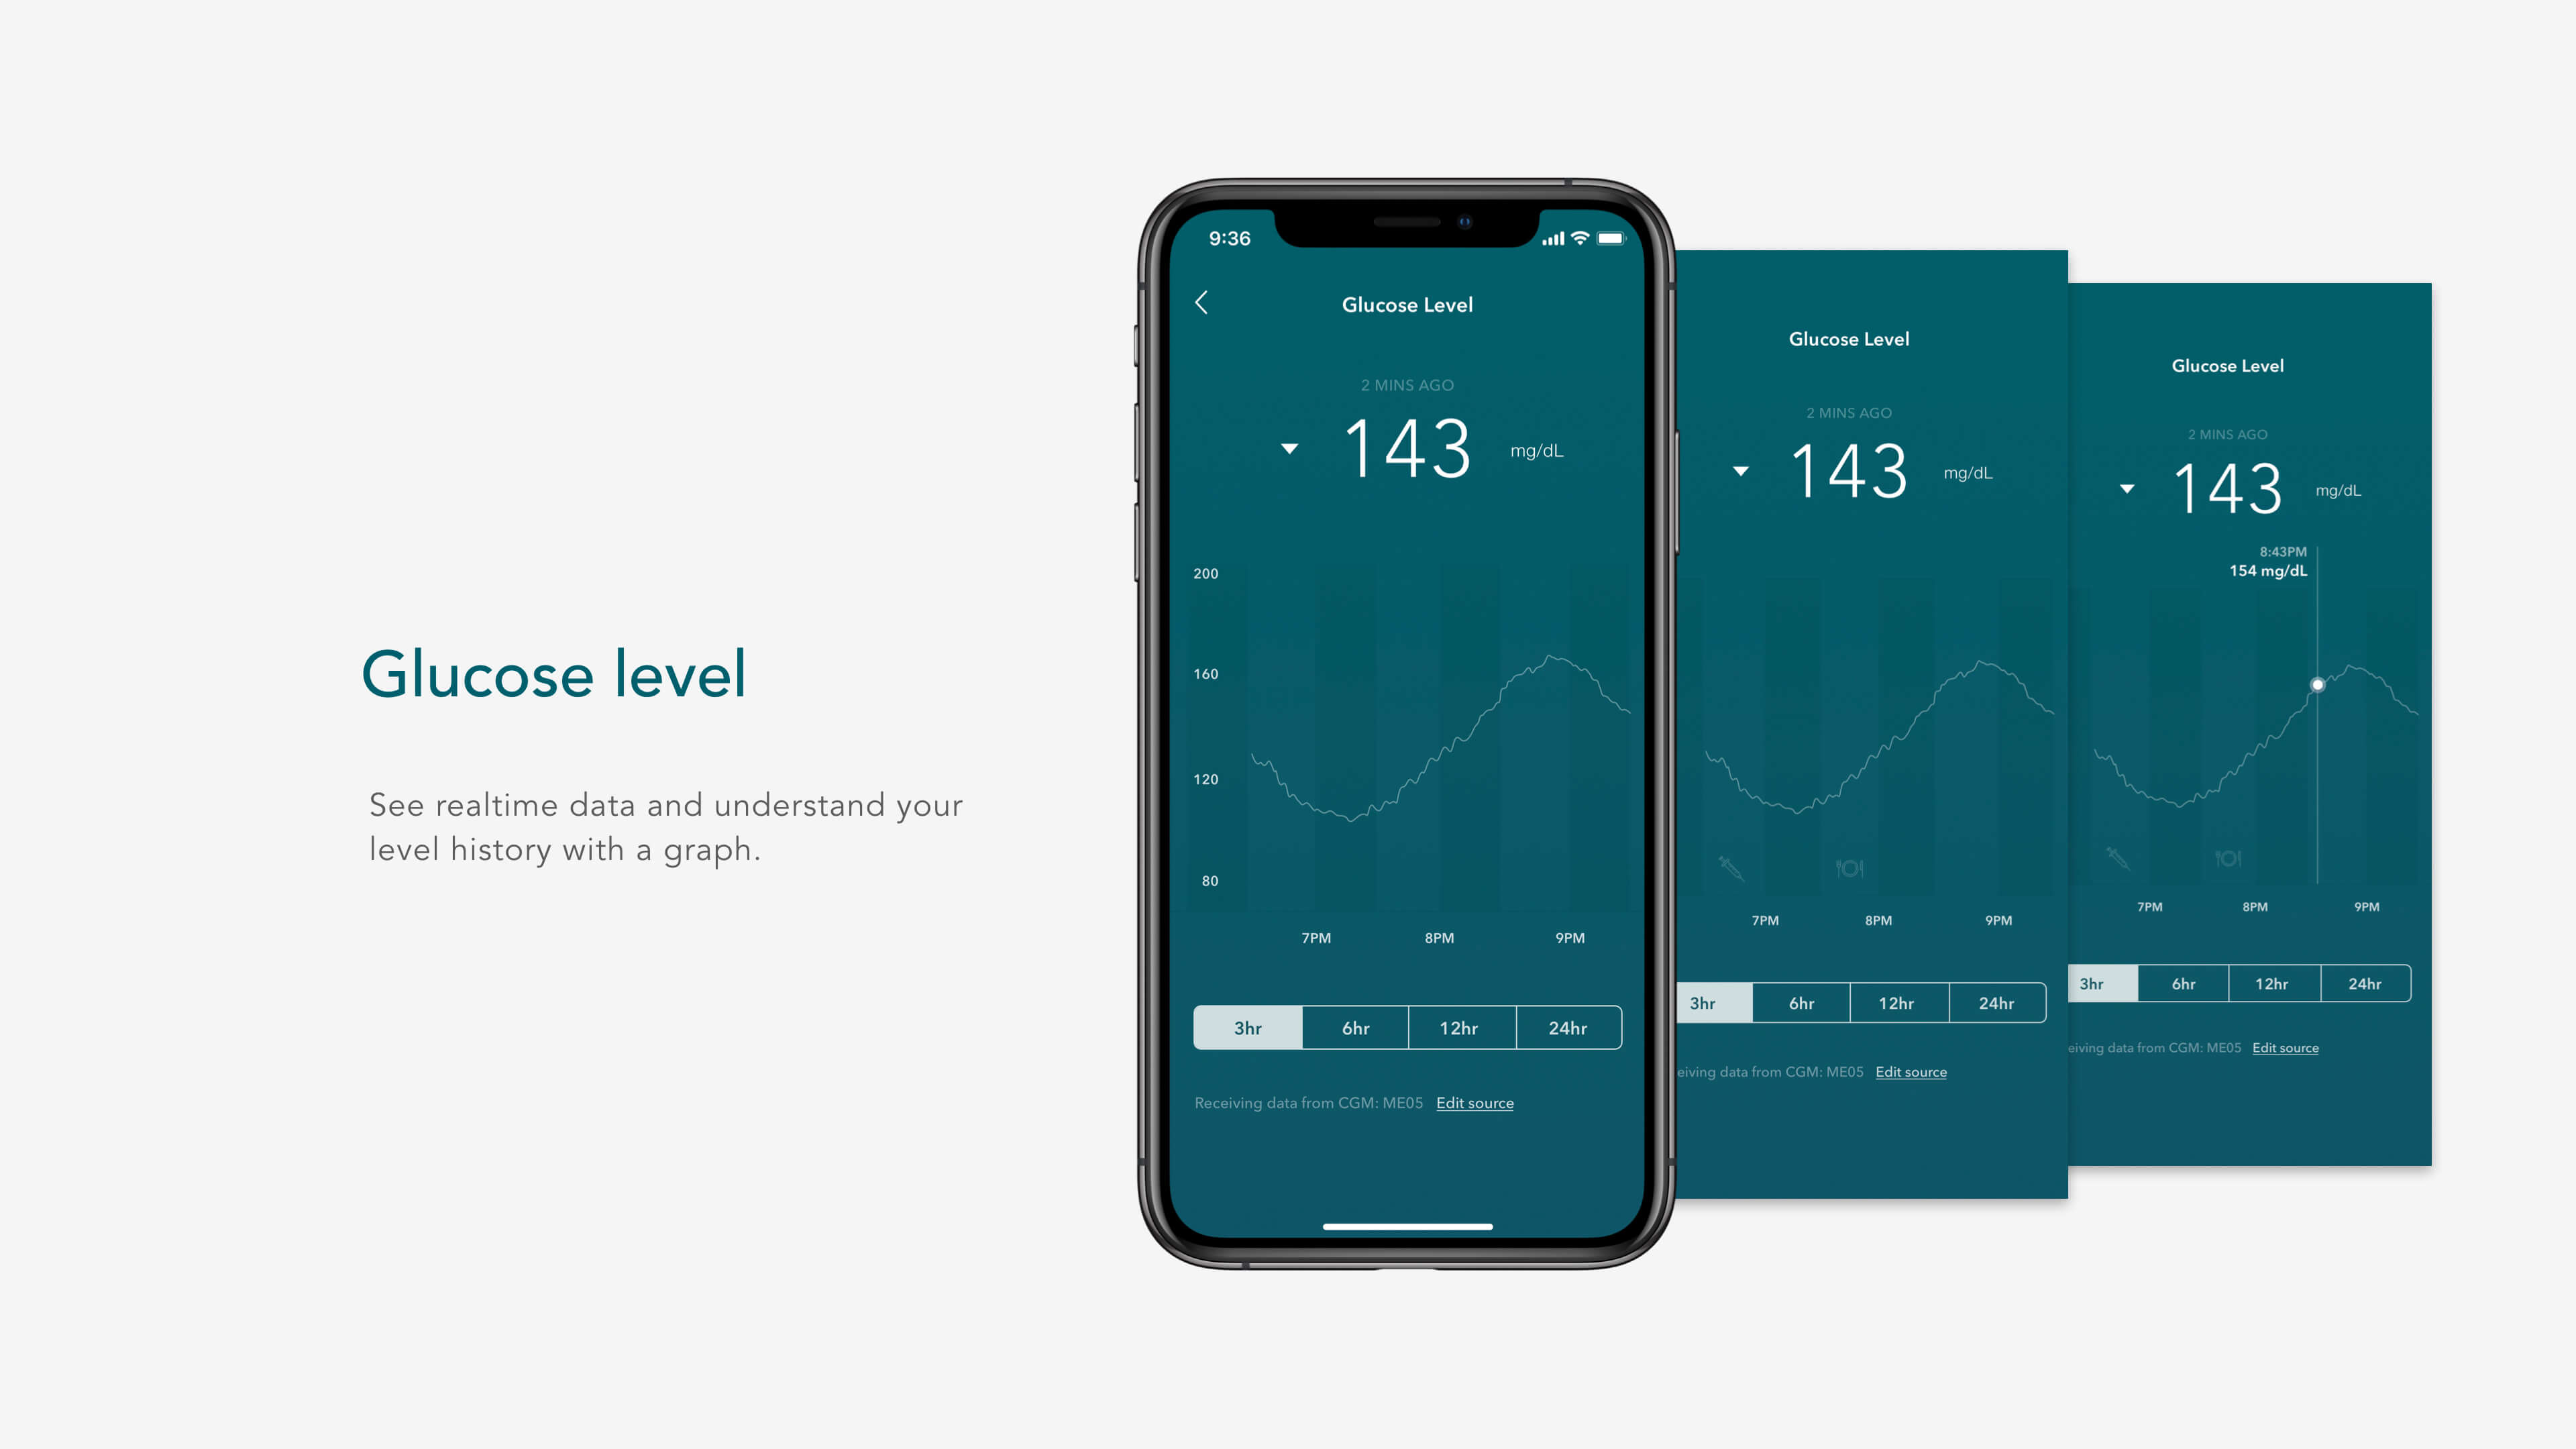 Glucose level
See realtime data and understand your
level history with a graph.
9:36
Glucose Level
2 MINS AGO
143 mg/dL
200
160
120
80
7PM 8PM 9PM
3hr 6hr 12hr 24hr
Receiving data from CGM: ME05 Edit source
Glucose Level
2 MINS AGO
143 mg/dL
7PM 8PM 9PM
3hr 6hr 12hr 24hr
eiving data from CGM: ME05 Edit source
Glucose Level
2 MINS AGO
143 mg/dL
8:43PM
154 mg/dL
7PM 8PM 9PM
3hr 6hr 12hr 24hr
eiving data from CGM: ME05 Edit source